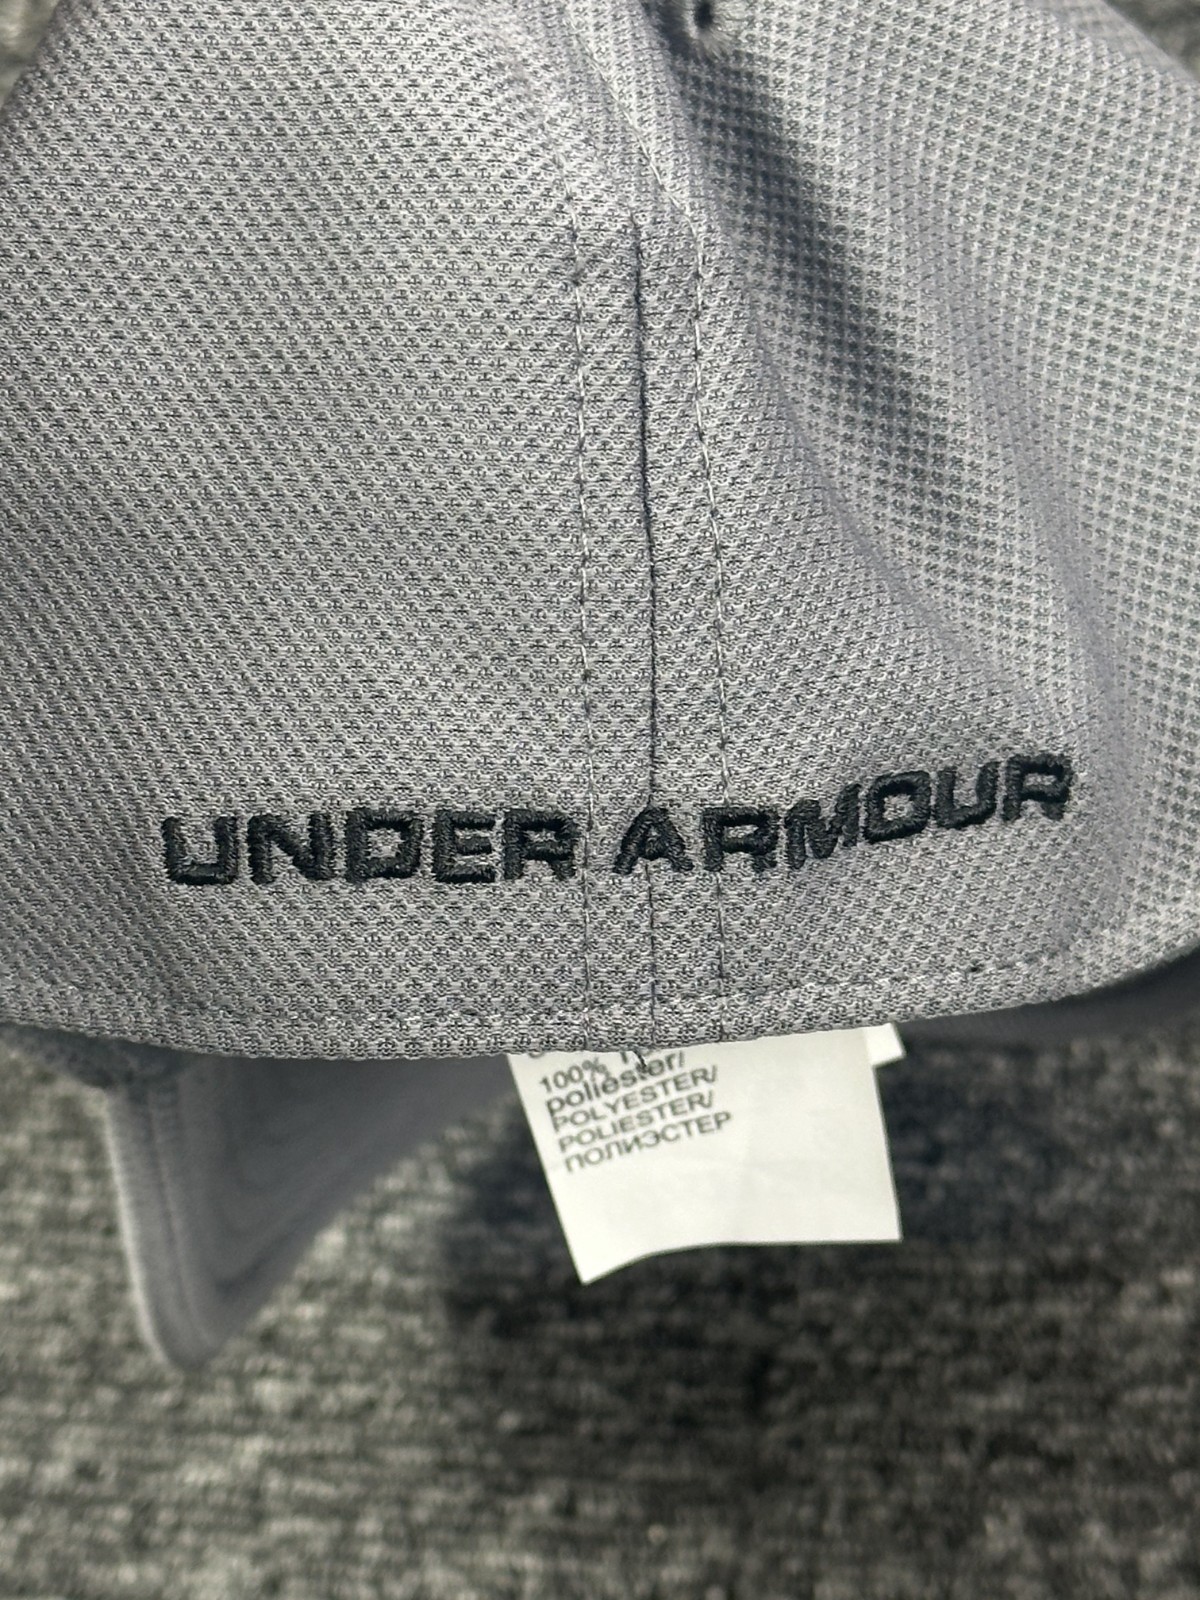 UNDER ARMOUR
100%
poliester/
POLYESTER/
POLIESTER/
ПОЛИЭСТЕР